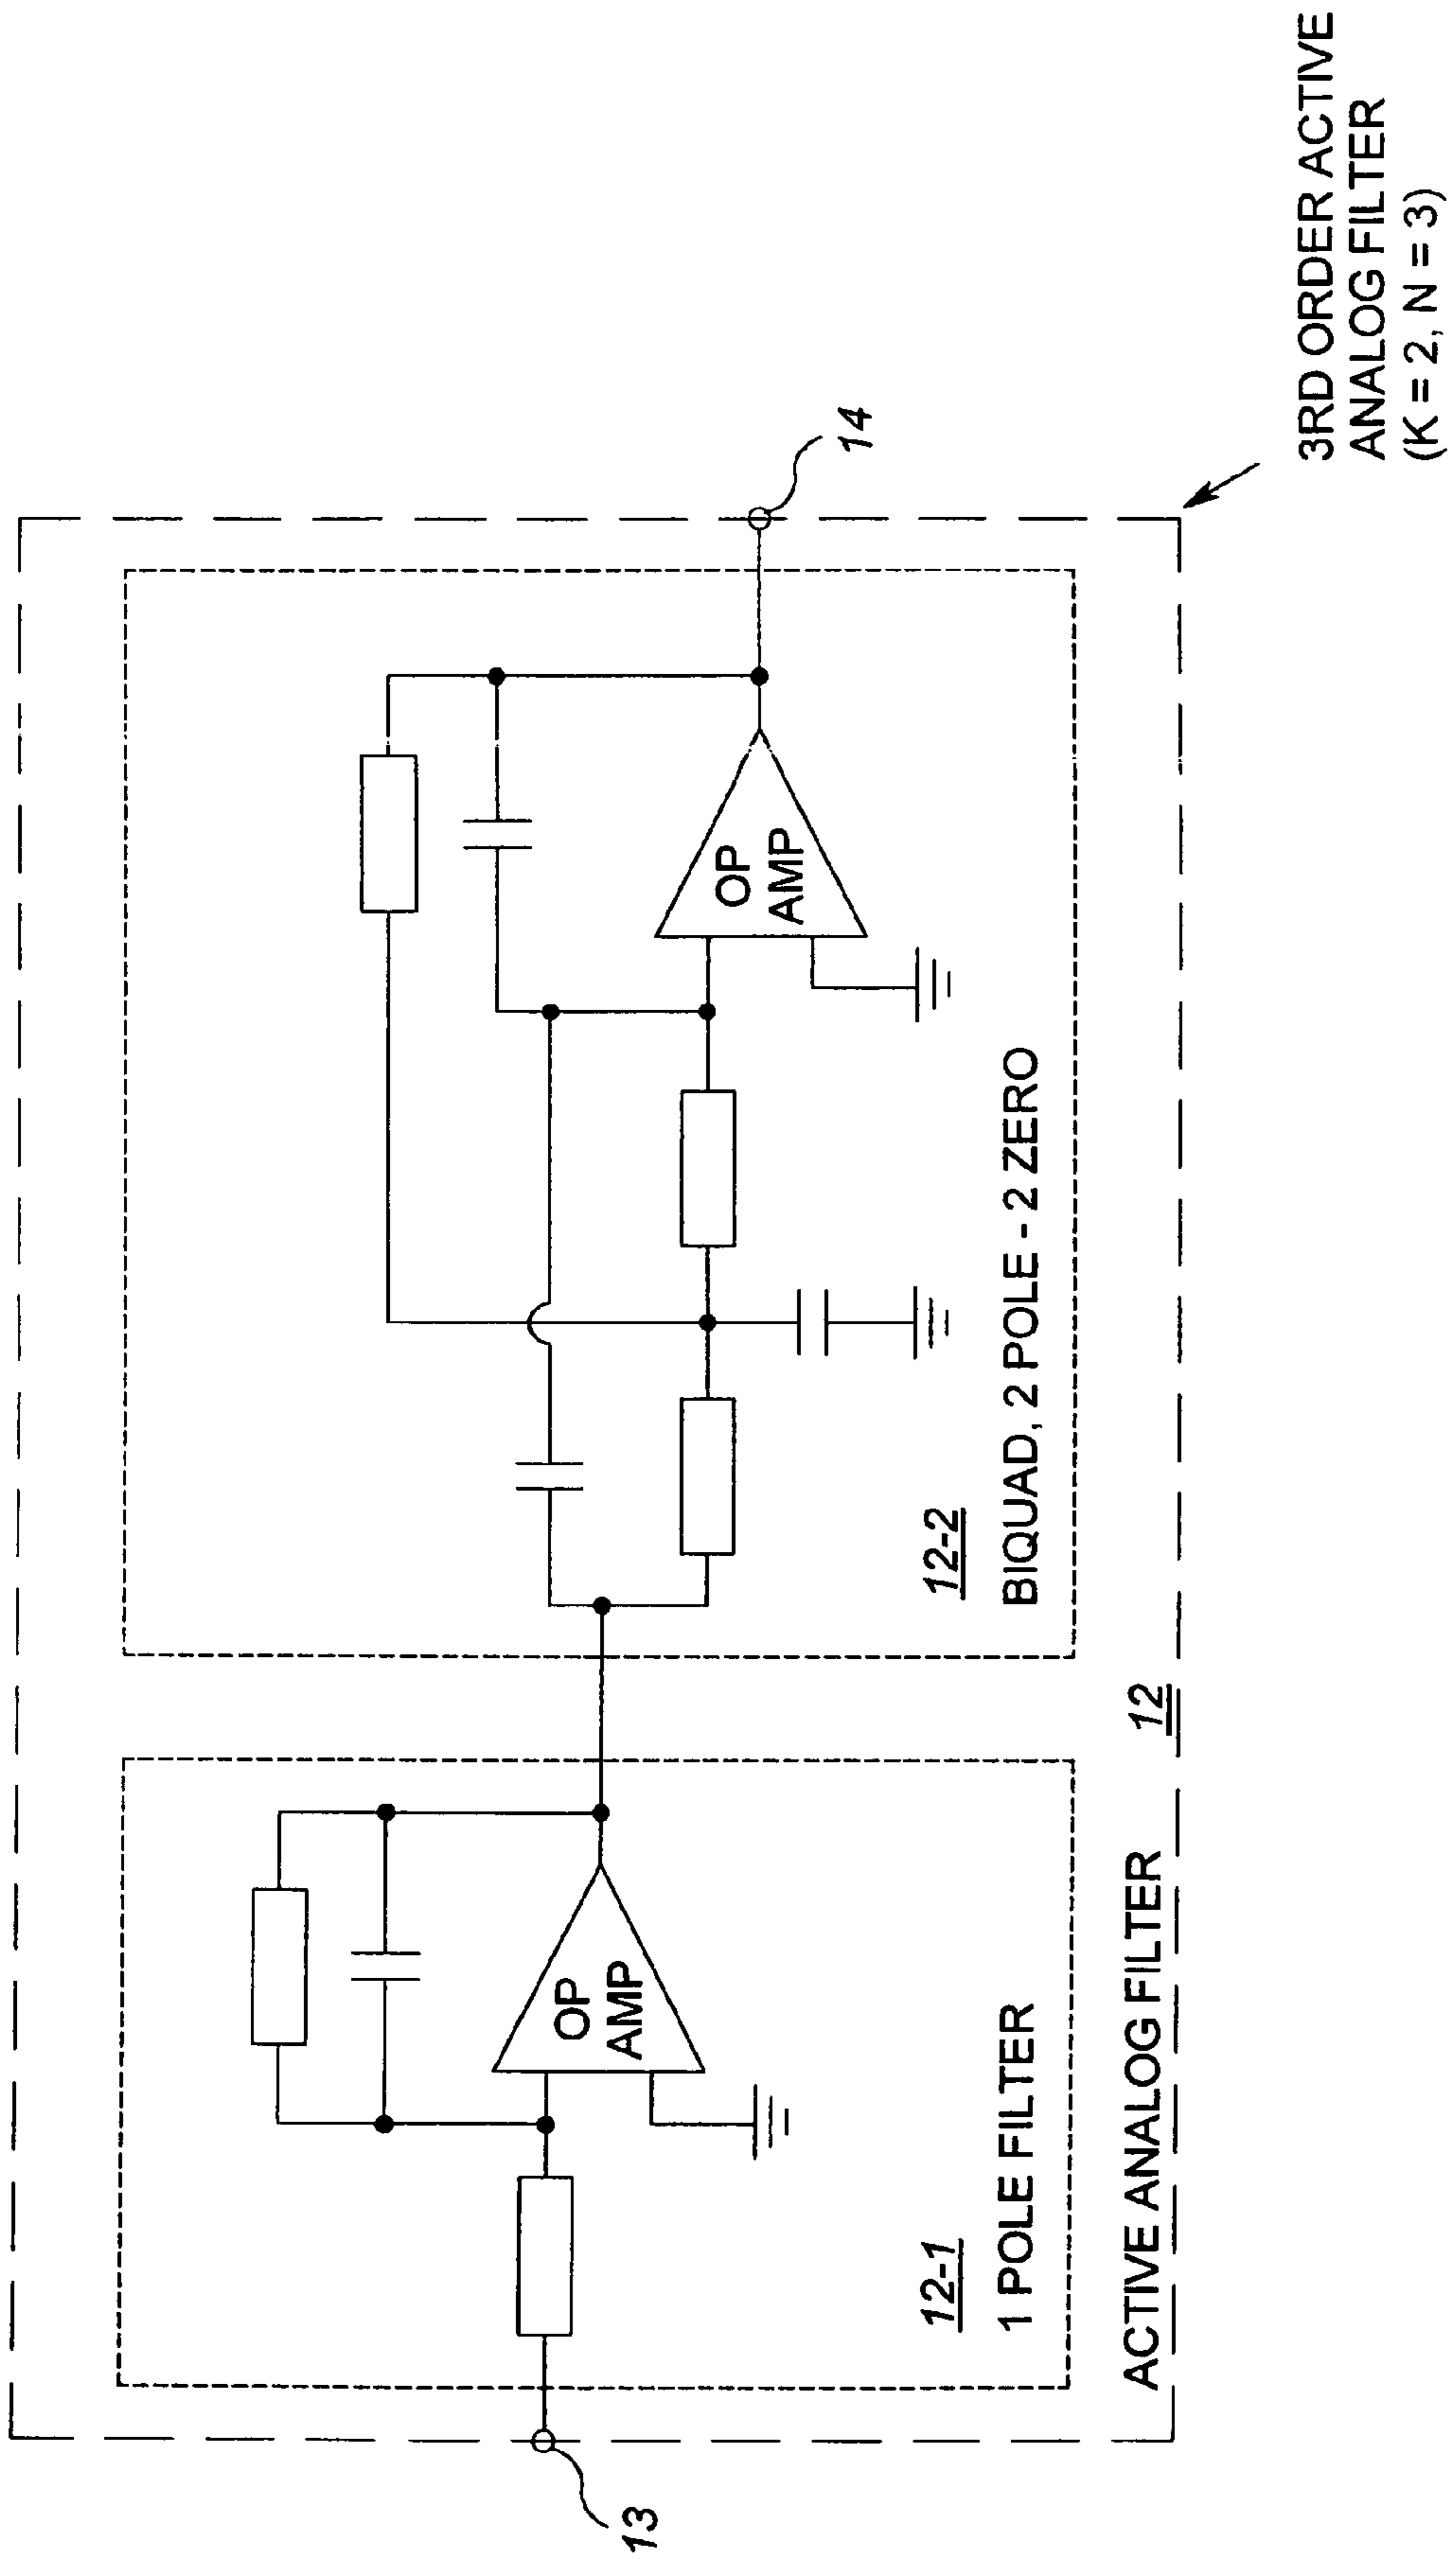 13
12-1
1 POLE FILTER
OP
AMP
12-2
BIQUAD, 2 POLE - 2 ZERO
OP
AMP
14
ACTIVE ANALOG FILTER 12
3RD ORDER ACTIVE
ANALOG FILTER
(K = 2, N = 3)